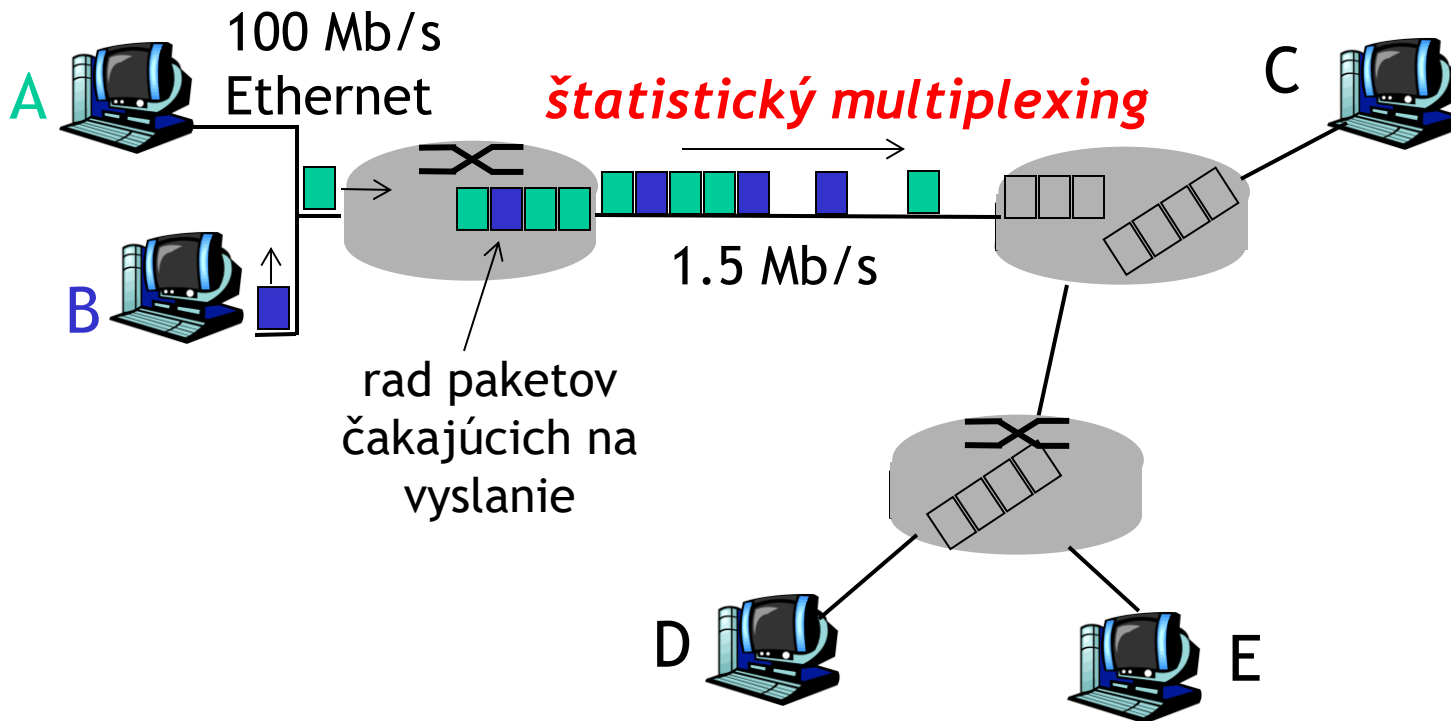 100 Mb/s
Ethernet
A
štatistický multiplexing
C
B
1.5 Mb/s
rad paketov
čakajúcich na
vyslanie
D
E